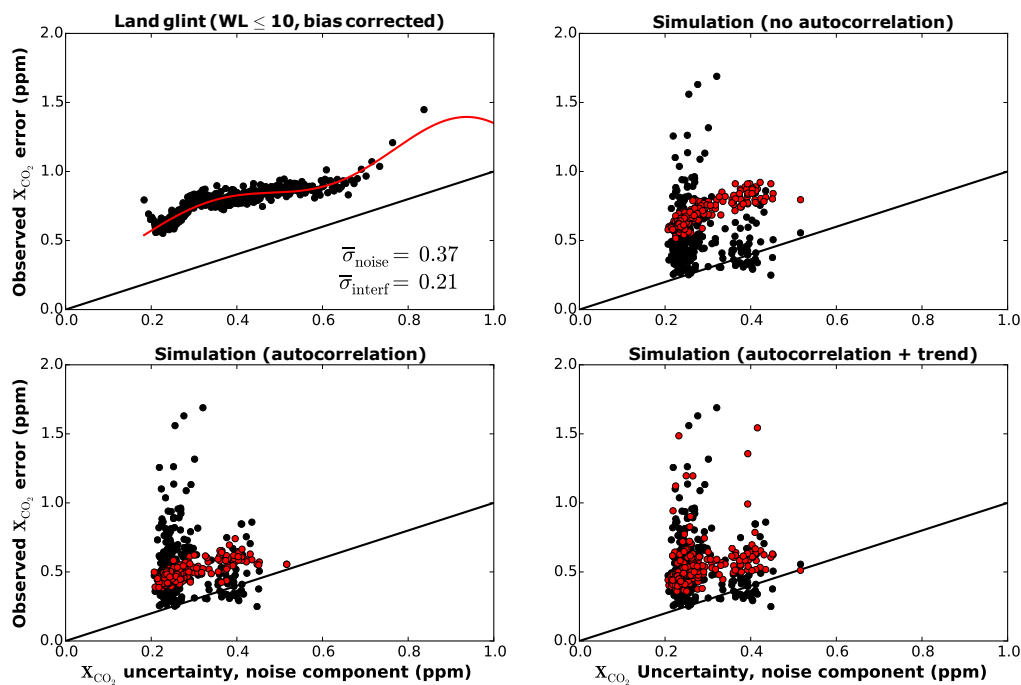 Land glint (WL ≤ 10, bias corrected)
Simulation (no autocorrelation)
2.0
1.5
1.0
0.5
0.0
Observed X_CO₂ error (ppm)
σ̅_noise = 0.37
σ̅_interf = 0.21
0.0 0.2 0.4 0.6 0.8 1.0
2.0
1.5
1.0
0.5
0.0
0.0 0.2 0.4 0.6 0.8 1.0
Simulation (autocorrelation)
Simulation (autocorrelation + trend)
2.0
1.5
1.0
0.5
0.0
Observed X_CO₂ error (ppm)
0.0 0.2 0.4 0.6 0.8 1.0
X_CO₂ uncertainty, noise component (ppm)
2.0
1.5
1.0
0.5
0.0
0.0 0.2 0.4 0.6 0.8 1.0
X_CO₂ Uncertainty, noise component (ppm)